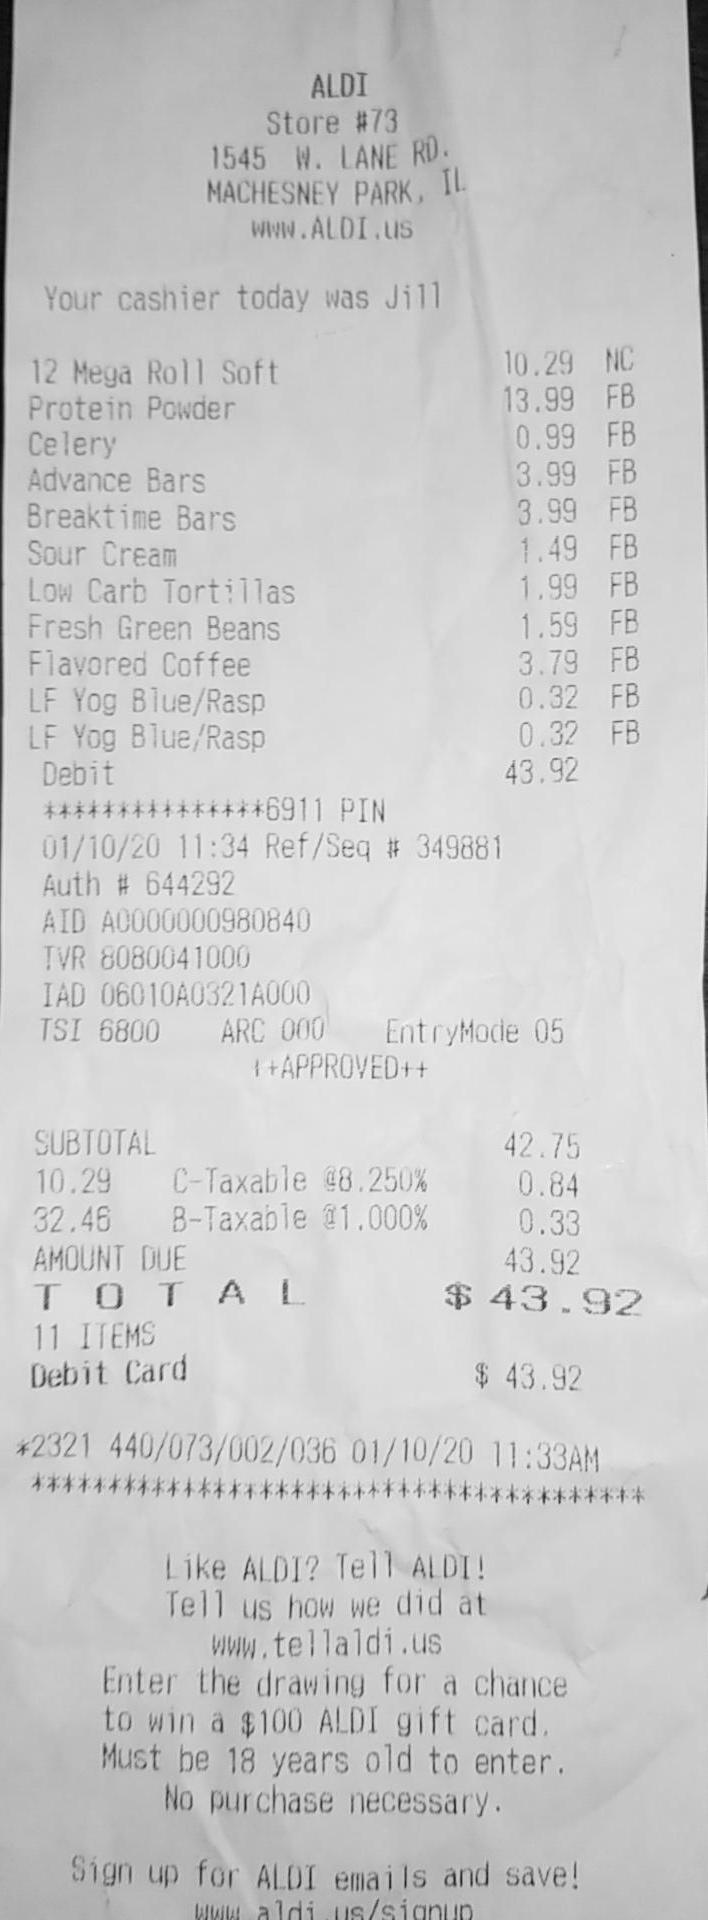 ALDI
Store #73
1545 W. LANE RD.
MACHESNEY PARK, IL
www.ALDI.us
Your cashier today was Jill
12 Mega Roll Soft 10.29 NC
Protein Powder 13.99 FB
Celery 0.99 FB
Advance Bars 3.99 FB
Breaktime Bars 3.99 FB
Sour Cream 1.49 FB
Low Carb Tortillas 1.99 FB
Fresh Green Beans 1.59 FB
Flavored Coffee 3.79 FB
LF Yog Blue/Rasp 0.32 FB
LF Yog Blue/Rasp 0.32 FB
Debit 43.92
***************6911 PIN
01/10/20 11:34 Ref/Seq # 349881
Auth # 644292
AID A0000000980840
TVR 8080041000
IAD 06010A0321A000
TSI 6800 ARC 000 EntryMode 05
++APPROVED++
SUBTOTAL 42.75
10.29 C-Taxable @8.250% 0.84
32.46 B-Taxable @1.000% 0.33
AMOUNT DUE 43.92
T O T A L $ 43.92
11 ITEMS
Debit Card $ 43.92
*2321 440/073/002/036 01/10/20 11:33AM
******************************************
Like ALDI? Tell ALDI!
Tell us how we did at
www.tellaldi.us
Enter the drawing for a chance
to win a $100 ALDI gift card.
Must be 18 years old to enter.
No purchase necessary.
Sign up for ALDI emails and save!
www.aldi.us/signup